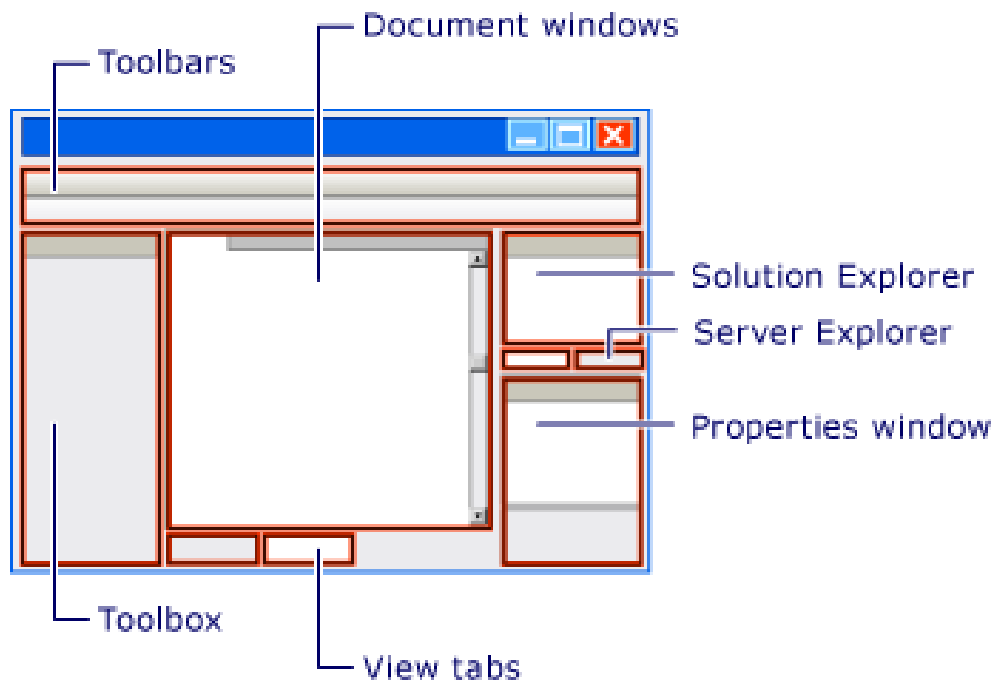 Document windows
Toolbars
Solution Explorer
Server Explorer
Properties window
Toolbox
View tabs